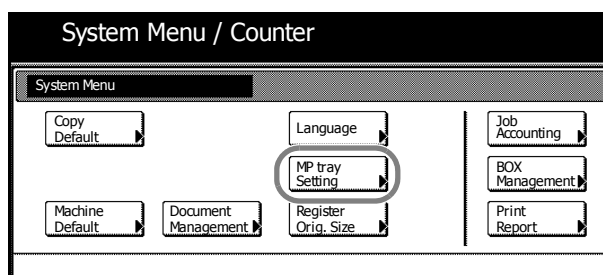 System Menu / Counter
System Menu
Copy
Default
Language
Job
Accounting
MP tray
Setting
BOX
Management
Machine
Default
Document
Management
Register
Orig. Size
Print
Report